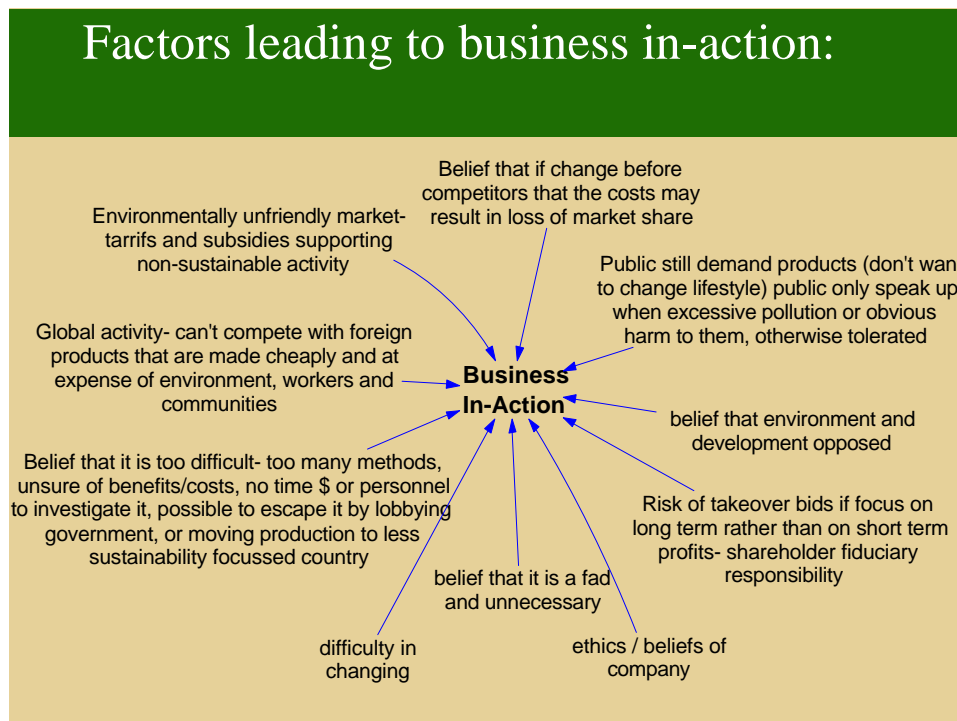 Factors leading to business in-action:
Belief that if change before
competitors that the costs may
result in loss of market share
Environmentally unfriendly market-
tarrifs and subsidies supporting
non-sustainable activity
Public still demand products (don't wan
to change lifestyle) public only speak up
when excessive pollution or obvious
harm to them, otherwise tolerated
Global activity- can't compete with foreign
products that are made cheaply and at
expense of environment, workers and
communities
Business
In-Action
belief that environment and
development opposed
Belief that it is too difficult- too many methods,
unsure of benefits/costs, no time $ or personnel
to investigate it, possible to escape it by lobbying
government, or moving production to less
sustainability focussed country
Risk of takeover bids if focus on
long term rather than on short term
profits- shareholder fiduciary
responsibility
belief that it is a fad
and unnecessary
difficulty in
changing
ethics / beliefs of
company